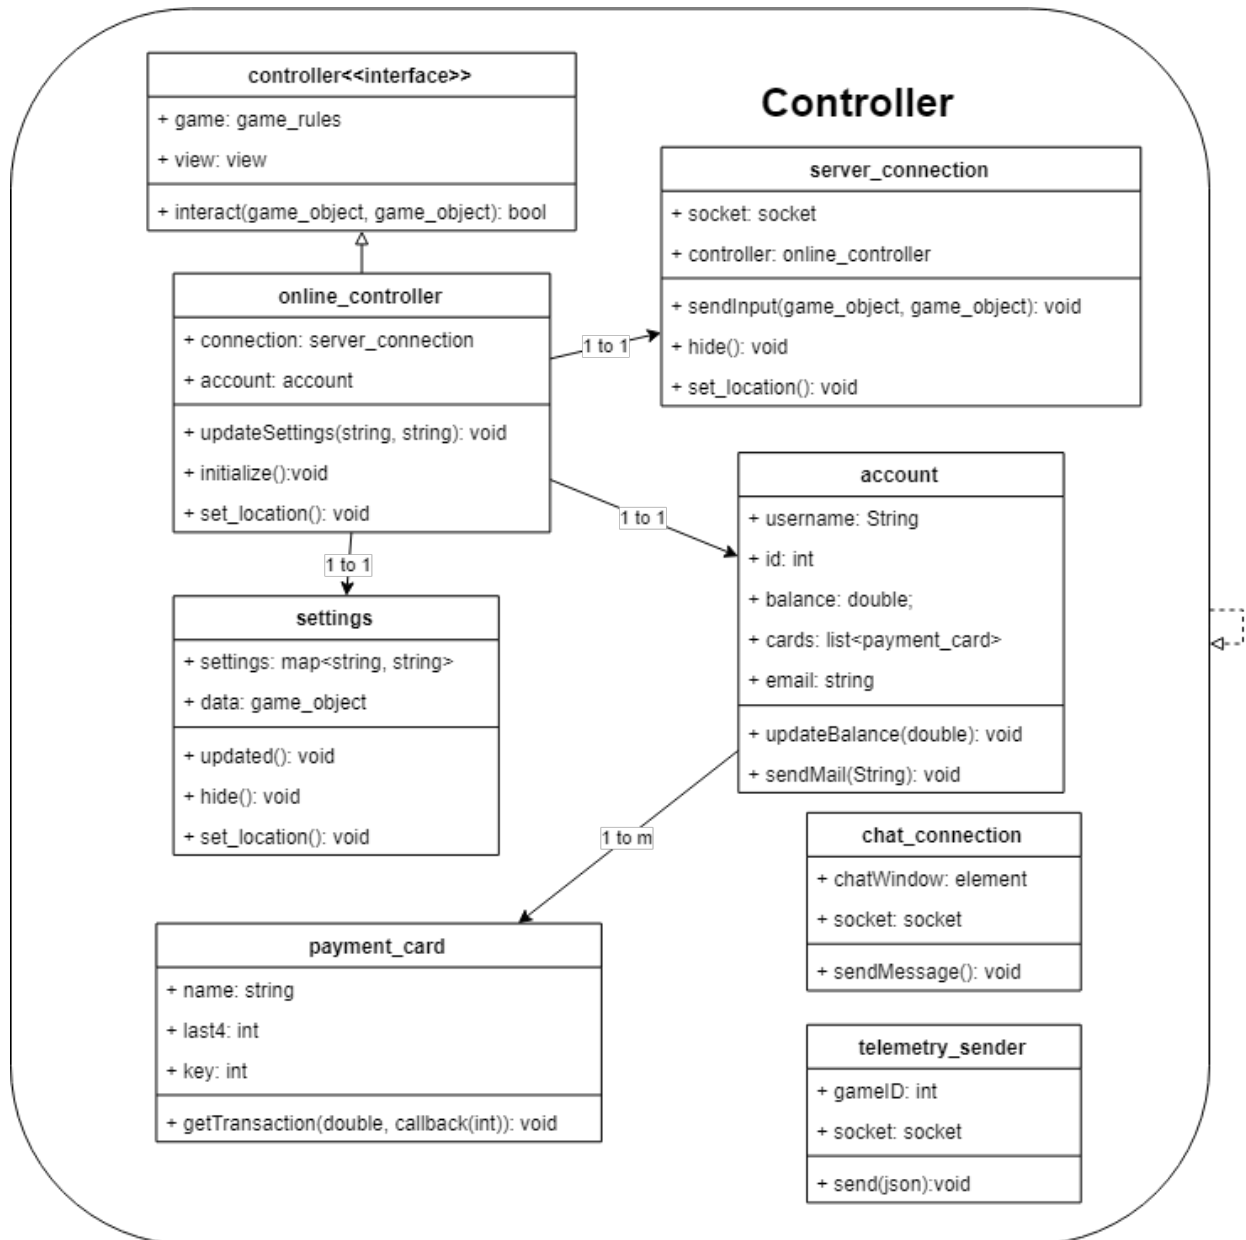 controller<<interface>>
+ game: game_rules
+ view: view
+ interact(game_object, game_object): bool
Controller
server_connection
+ socket: socket
+ controller: online_controller
+ sendInput(game_object, game_object): void
+ hide(): void
+ set_location(): void
online_controller
+ connection: server_connection
+ account: account
+ updateSettings(string, string): void
+ initialize():void
+ set_location(): void
1 to 1
1 to 1
1 to 1
account
+ username: String
+ id: int
+ balance: double;
+ cards: list<payment_card>
+ email: string
+ updateBalance(double): void
+ sendMail(String): void
settings
+ settings: map<string, string>
+ data: game_object
+ updated(): void
+ hide(): void
+ set_location(): void
1 to m
chat_connection
+ chatWindow: element
+ socket: socket
+ sendMessage(): void
payment_card
+ name: string
+ last4: int
+ key: int
+ getTransaction(double, callback(int)): void
telemetry_sender
+ gameID: int
+ socket: socket
+ send(json):void